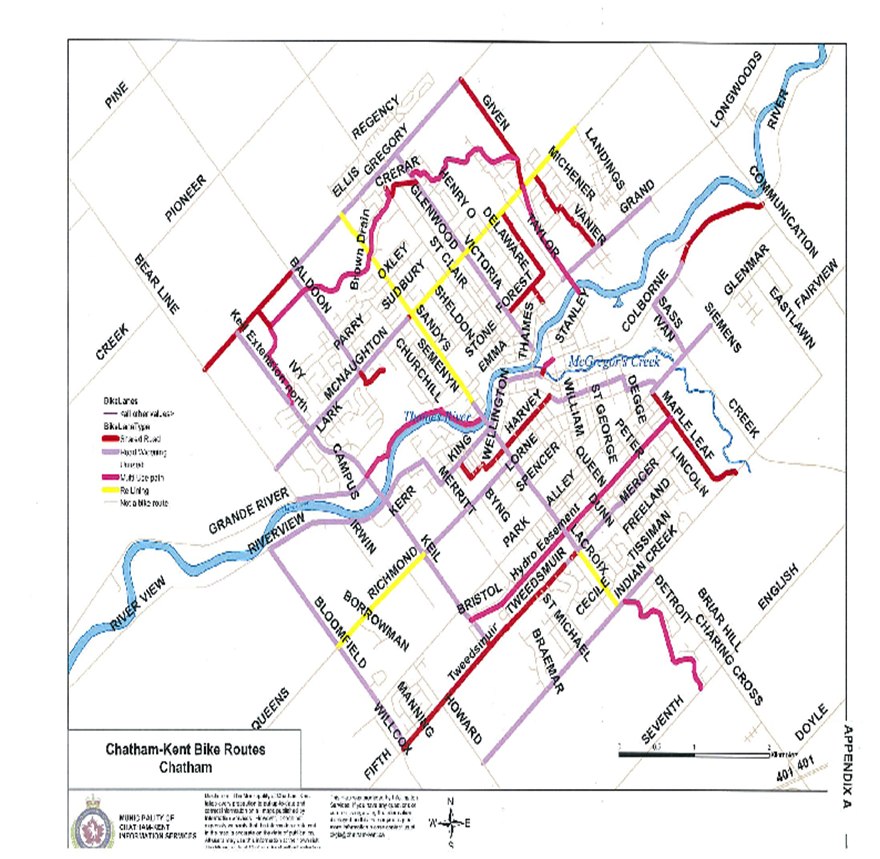 PINE
REGENCY
GIVEN
LONGWOODS
RIVER
ELLIS
GREGORY
CRERAR
HENRY O
MICHENER
LANDINGS
PIONEER
GLENWOOD
VANIER
GRAND
COMMUNICATION
Brown Drain
ST CLAIR
VICTORIA
DELAWARE
TAYLOR
BEAR LINE
BALDOON
OXLEY
SUDBURY
SHELDON
FOREST
STANLEY
COLBORNE
SASS
IVAN
GLENMAR
EASTLAWN
FAIRVIEW
CREEK
PARRY
SANDYS
STONE
EMMA
THAMES
SIEMENS
Keil Extension north
IVY
MCNAUGHTON
CHURCHILL
SEMENYN
McGregor's Creek
LARK
Thames River
WELLINGTON
HARVEY
WILLIAM
ST GEORGE
DEGGE
MAPLE LEAF
CREEK
BikeLanes
<all other values>
BikeLaneType
Shared Road
Road Widening
Unused
Multi Use path
Re Lining
Not a bike route
CAMPUS
KING
LORNE
SPENCER
PETER
LINCOLN
GRANDE RIVER
KERR
MERRITT
BYNG
QUEEN
MERCER
RIVERVIEW
IRWIN
PARK
ALLEY
DUNN
FREELAND
TISSIMAN
KEIL
Hydro Easement
LACROIX
RICHMOND
INDIAN CREEK
RIVER VIEW
BRISTOL
TWEEDSMUIR
CECILE
DETROIT
ENGLISH
BLOOMFIELD
BORROWMAN
Tweedsmuir
ST MICHAEL
BRIAR HILL
CHARING CROSS
BRAEMAR
QUEENS
MANNING
HOWARD
WILLCOX
SEVENTH
DOYLE
FIFTH
401 401
Chatham-Kent Bike Routes
Chatham
APPENDIX A
MUNICIPALITY OF
CHATHAM-KENT
INFORMATION SERVICES
N
W E
S